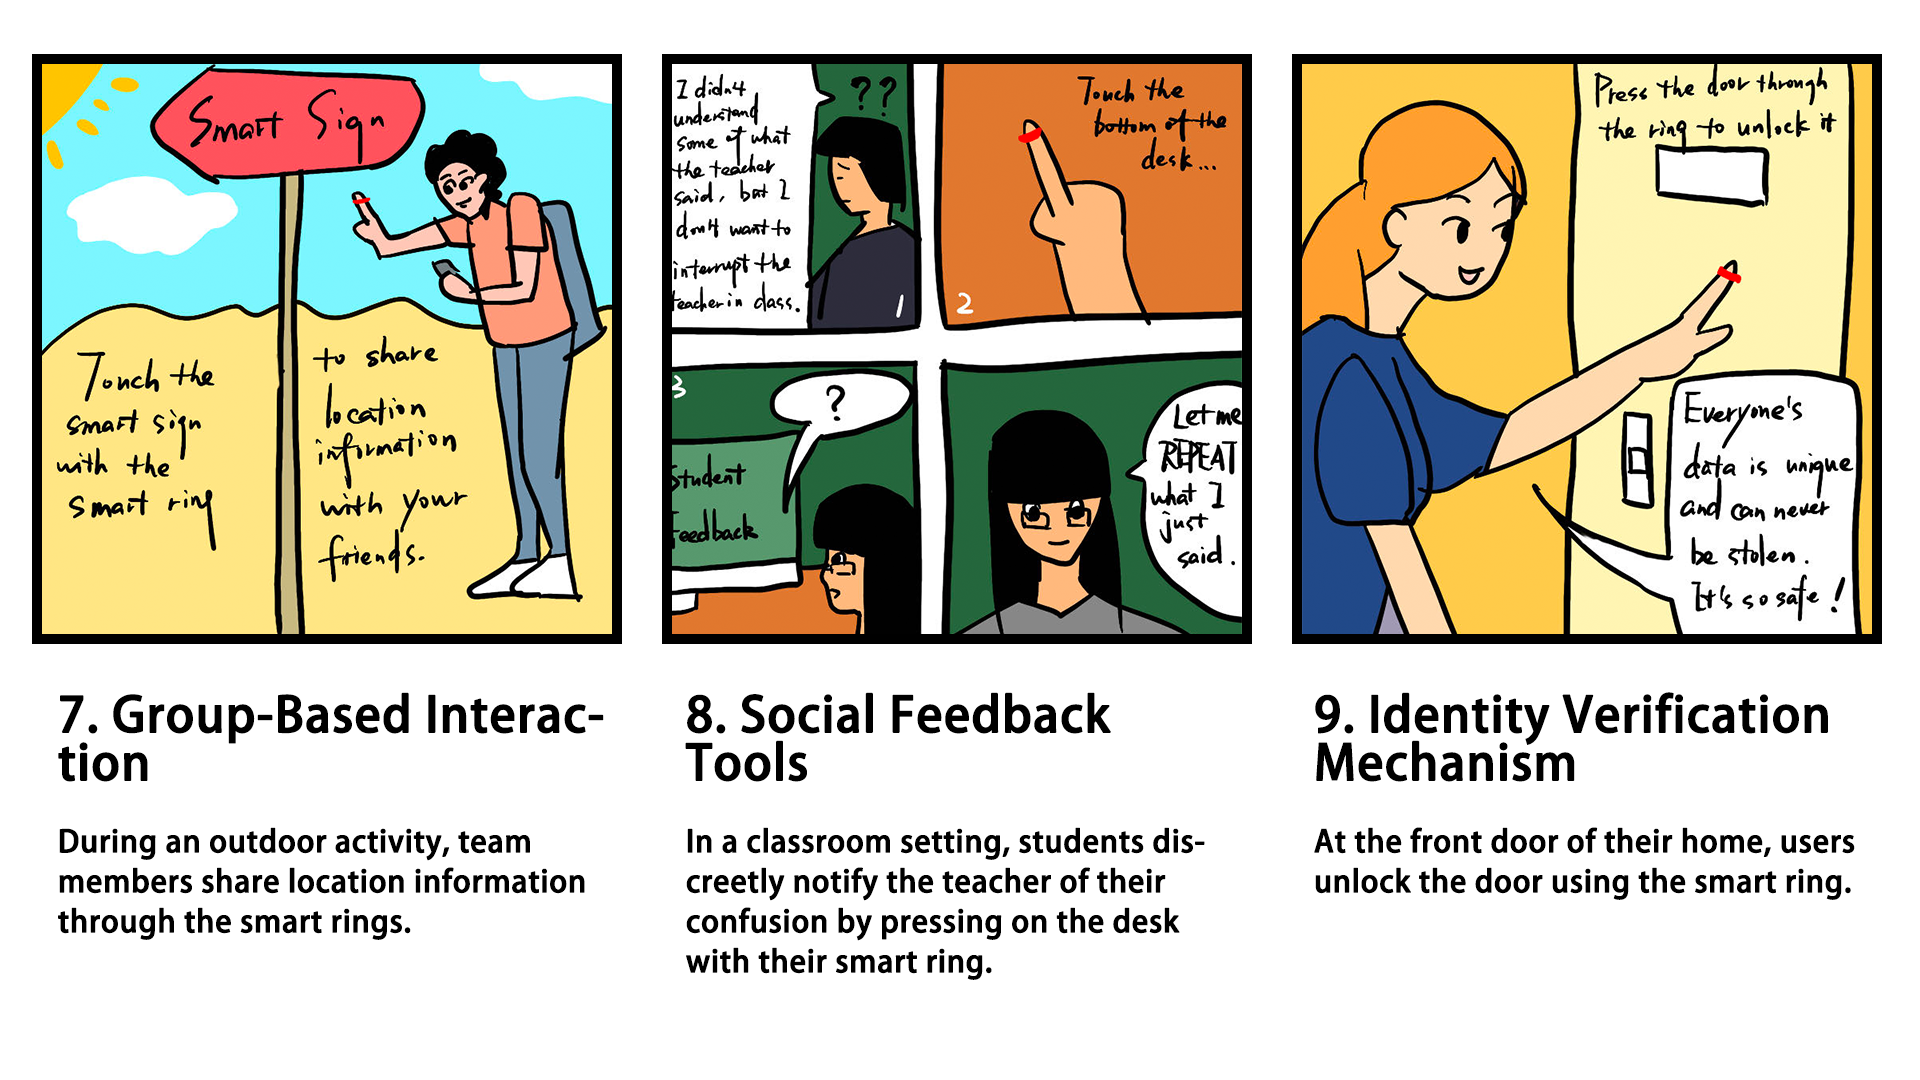 Smart Sign
Touch the
smart sign
with the
smart ring
to share
location
information
with your
friends.
I didn't
understand
some of what
the teacher
said, but I
don't want to
interrupt the
teacher in class.
??
1
Touch the
bottom of the
desk...
2
3
?
Student
Feedback
Let me
REPEAT
what I
just
said.
Press the door through
the ring to unlock it
Everyone's
data is unique
and can never
be stolen.
It's so safe!
7. Group-Based Interac-
tion
During an outdoor activity, team
members share location information
through the smart rings.
8. Social Feedback
Tools
In a classroom setting, students dis-
creetly notify the teacher of their
confusion by pressing on the desk
with their smart ring.
9. Identity Verification
Mechanism
At the front door of their home, users
unlock the door using the smart ring.